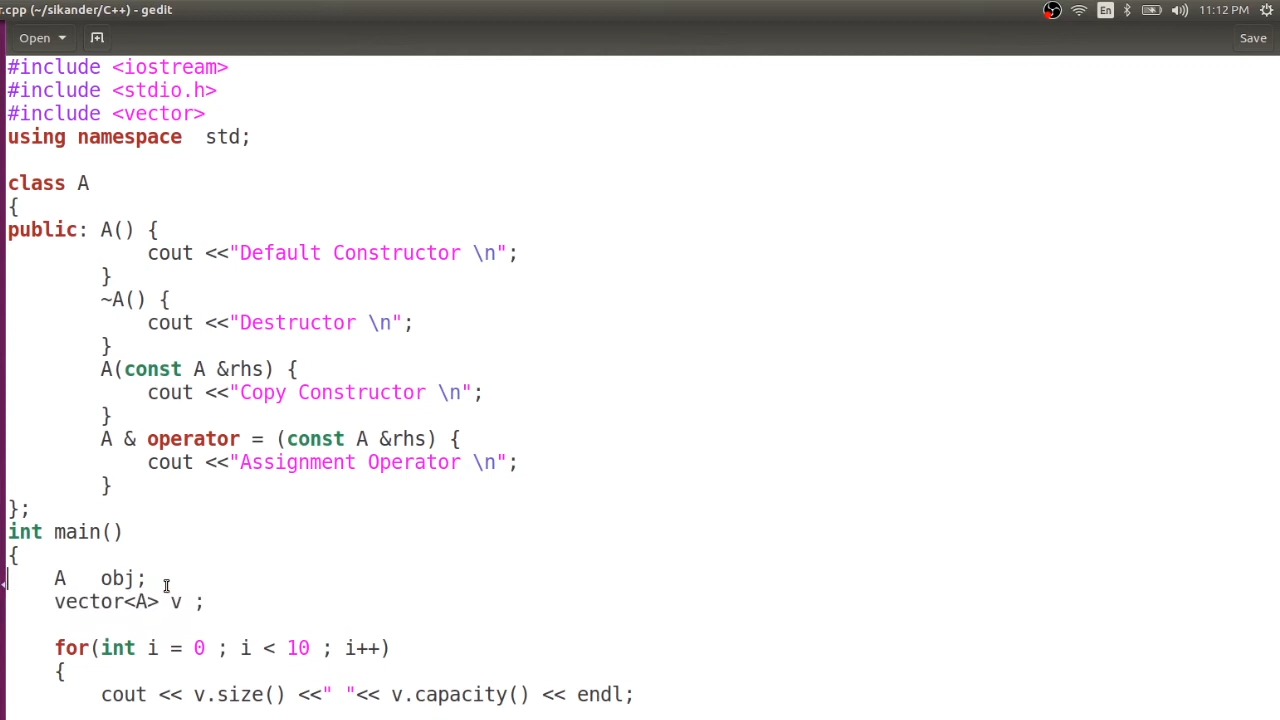 r.cpp (~/sikander/C++) - gedit
En
11:12 PM
Open
Save
#include <iostream>
#include <stdio.h>
#include <vector>
using namespace  std;
class A
{
public: A() {
            cout <<"Default Constructor \n";
        }
        ~A() {
            cout <<"Destructor \n";
        }
        A(const A &rhs) {
            cout <<"Copy Constructor \n";
        }
        A & operator = (const A &rhs) {
            cout <<"Assignment Operator \n";
        }
};
int main()
{
    A   obj;
    vector<A> v ;
    for(int i = 0 ; i < 10 ; i++)
    {
        cout << v.size() <<" "<< v.capacity() << endl;